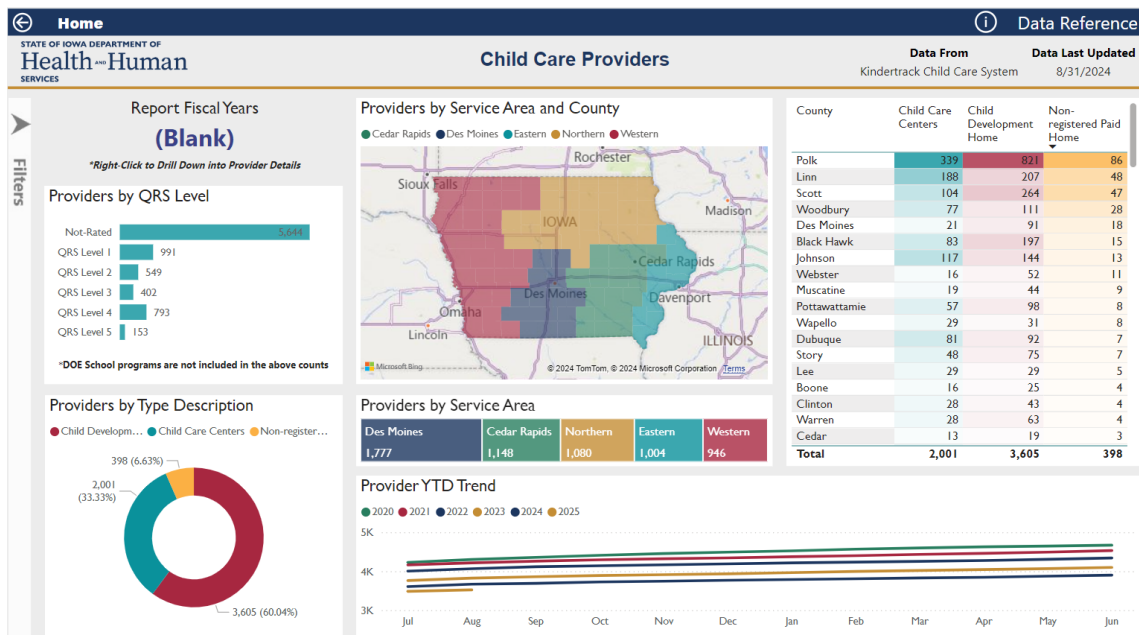 Home
Data Reference
STATE OF IOWA DEPARTMENT OF
Health AND Human
SERVICES
Child Care Providers
Data From
Kindertrack Child Care System
Data Last Updated
8/31/2024
Filters
Report Fiscal Years
(Blank)
*Right-Click to Drill Down into Provider Details
Providers by QRS Level
Not-Rated 5,644
QRS Level 1 991
QRS Level 2 549
QRS Level 3 402
QRS Level 4 793
QRS Level 5 153
*DOE School programs are not included in the above counts
Providers by Type Description
Child Developm... Child Care Centers Non-register...
398 (6.63%)
2,001
(33.33%)
3,605 (60.04%)
Providers by Service Area and County
Cedar Rapids Des Moines Eastern Northern Western
Rochester
Sioux Falls
Madison
IOWA
Cedar Rapids
Des Moines
Davenport
Omaha
Lincoln
ILLINOIS
Microsoft Bing
© 2024 TomTom, © 2024 Microsoft Corporation Terms
Providers by Service Area
Des Moines Cedar Rapids Northern Eastern Western
1,777 1,148 1,080 1,004 946
County Child Care Centers Child Development Home Non-registered Paid Home
Polk 339 821 86
Linn 188 207 48
Scott 104 264 47
Woodbury 77 111 28
Des Moines 21 91 18
Black Hawk 83 197 15
Johnson 117 144 13
Webster 16 52 11
Muscatine 19 44 9
Pottawattamie 57 98 8
Wapello 29 31 8
Dubuque 81 92 7
Story 48 75 7
Lee 29 29 5
Boone 16 25 4
Clinton 28 43 4
Warren 28 63 4
Cedar 13 19 3
Total 2,001 3,605 398
Provider YTD Trend
2020 2021 2022 2023 2024 2025
5K
4K
3K
Jul Aug Sep Oct Nov Dec Jan Feb Mar Apr May Jun